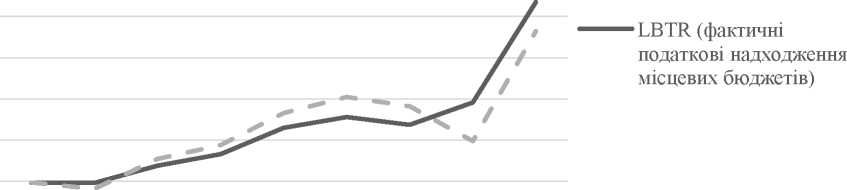 LBTR (фактичні
податкові надходження
місцевих бюджетів)